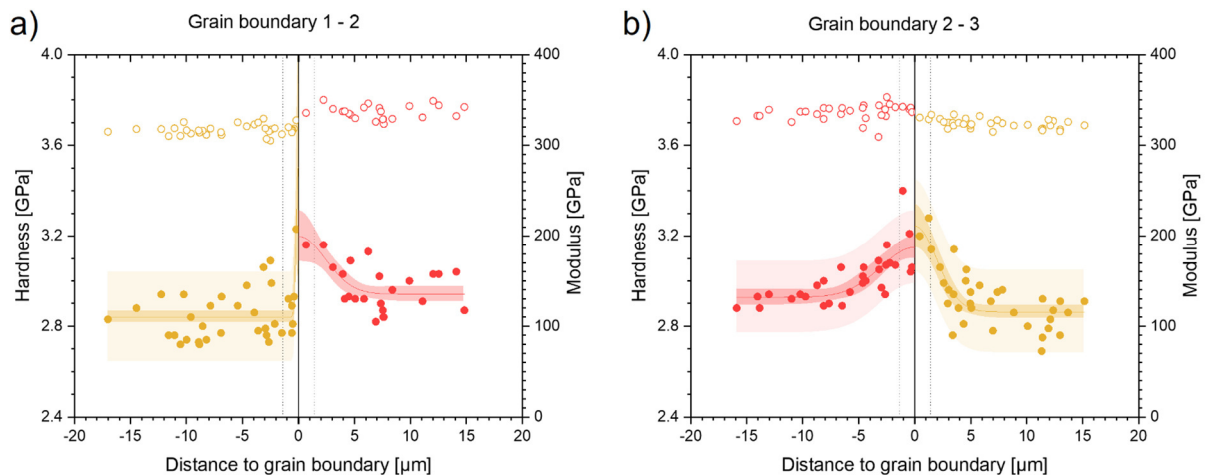 a)
Grain boundary 1 - 2
4.0
3.6
3.2
2.8
2.4
Hardness [GPa]
400
300
200
100
0
Modulus [GPa]
-20 -15 -10 -5 0 5 10 15 20
Distance to grain boundary [µm]
b)
Grain boundary 2 - 3
4.0
3.6
3.2
2.8
2.4
Hardness [GPa]
400
300
200
100
0
Modulus [GPa]
-20 -15 -10 -5 0 5 10 15 20
Distance to grain boundary [µm]